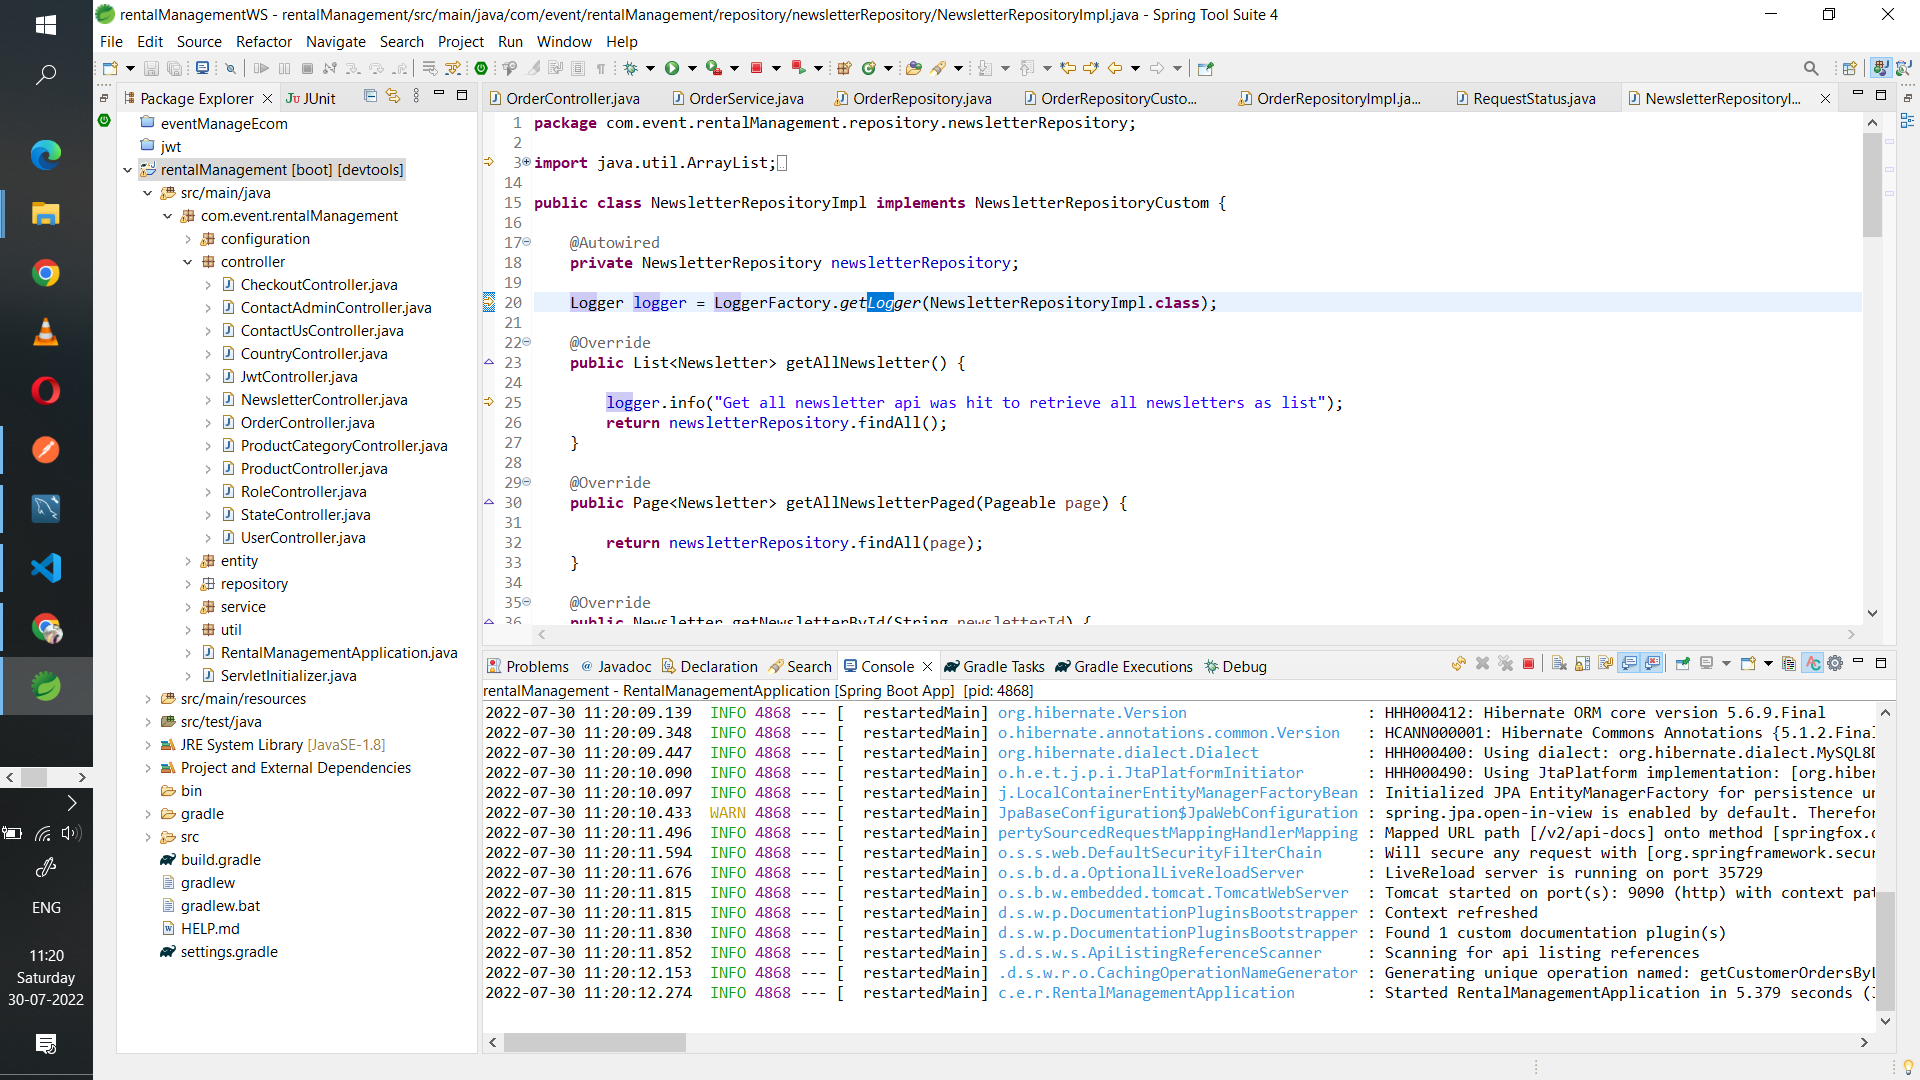 rentalManagementWS - rentalManagement/src/main/java/com/event/rentalManagement/repository/newsletterRepository/NewsletterRepositoryImpl.java - Spring Tool Suite 4
File Edit Source Refactor Navigate Search Project Run Window Help
Package Explorer
JUnit
eventManageEcom
jwt
rentalManagement [boot] [devtools]
src/main/java
com.event.rentalManagement
configuration
controller
CheckoutController.java
ContactAdminController.java
ContactUsController.java
CountryController.java
JwtController.java
NewsletterController.java
OrderController.java
ProductCategoryController.java
ProductController.java
RoleController.java
StateController.java
UserController.java
entity
repository
service
util
RentalManagementApplication.java
ServletInitializer.java
src/main/resources
src/test/java
JRE System Library [JavaSE-1.8]
Project and External Dependencies
bin
gradle
src
build.gradle
gradlew
gradlew.bat
HELP.md
settings.gradle
OrderController.java OrderService.java OrderRepository.java OrderRepositoryCusto... OrderRepositoryImpl.ja... RequestStatus.java NewsletterRepositoryI...
1 package com.event.rentalManagement.repository.newsletterRepository;
2
3 import java.util.ArrayList;
14
15 public class NewsletterRepositoryImpl implements NewsletterRepositoryCustom {
16
17 @Autowired
18 private NewsletterRepository newsletterRepository;
19
20 Logger logger = LoggerFactory.getLogger(NewsletterRepositoryImpl.class);
21
22 @Override
23 public List<Newsletter> getAllNewsletter() {
24
25 logger.info("Get all newsletter api was hit to retrieve all newsletters as list");
26 return newsletterRepository.findAll();
27 }
28
29 @Override
30 public Page<Newsletter> getAllNewsletterPaged(Pageable page) {
31
32 return newsletterRepository.findAll(page);
33 }
34
35 @Override
36 public Newsletter getNewsletterById(String newsletterId) {
Problems Javadoc Declaration Search Console Gradle Tasks Gradle Executions Debug
rentalManagement - RentalManagementApplication [Spring Boot App] [pid: 4868]
2022-07-30 11:20:09.139 INFO 4868 --- [ restartedMain] org.hibernate.Version : HHH000412: Hibernate ORM core version 5.6.9.Final
2022-07-30 11:20:09.348 INFO 4868 --- [ restartedMain] o.hibernate.annotations.common.Version : HCANN000001: Hibernate Commons Annotations {5.1.2.Final
2022-07-30 11:20:09.447 INFO 4868 --- [ restartedMain] org.hibernate.dialect.Dialect : HHH000400: Using dialect: org.hibernate.dialect.MySQL8D
2022-07-30 11:20:10.090 INFO 4868 --- [ restartedMain] o.h.e.t.j.p.i.JtaPlatformInitiator : HHH000490: Using JtaPlatform implementation: [org.hiber
2022-07-30 11:20:10.097 INFO 4868 --- [ restartedMain] j.LocalContainerEntityManagerFactoryBean : Initialized JPA EntityManagerFactory for persistence un
2022-07-30 11:20:10.433 WARN 4868 --- [ restartedMain] JpaBaseConfiguration$JpaWebConfiguration : spring.jpa.open-in-view is enabled by default. Therefor
2022-07-30 11:20:11.496 INFO 4868 --- [ restartedMain] pertySourcedRequestMappingHandlerMapping : Mapped URL path [/v2/api-docs] onto method [springfox.d
2022-07-30 11:20:11.594 INFO 4868 --- [ restartedMain] o.s.s.web.DefaultSecurityFilterChain : Will secure any request with [org.springframework.secur
2022-07-30 11:20:11.676 INFO 4868 --- [ restartedMain] o.s.b.d.a.OptionalLiveReloadServer : LiveReload server is running on port 35729
2022-07-30 11:20:11.815 INFO 4868 --- [ restartedMain] o.s.b.w.embedded.tomcat.TomcatWebServer : Tomcat started on port(s): 9090 (http) with context pat
2022-07-30 11:20:11.815 INFO 4868 --- [ restartedMain] d.s.w.p.DocumentationPluginsBootstrapper : Context refreshed
2022-07-30 11:20:11.830 INFO 4868 --- [ restartedMain] d.s.w.p.DocumentationPluginsBootstrapper : Found 1 custom documentation plugin(s)
2022-07-30 11:20:11.852 INFO 4868 --- [ restartedMain] s.d.s.w.s.ApiListingReferenceScanner : Scanning for api listing references
2022-07-30 11:20:12.153 INFO 4868 --- [ restartedMain] .d.s.w.r.o.CachingOperationNameGenerator : Generating unique operation named: getCustomerOrdersByL
2022-07-30 11:20:12.274 INFO 4868 --- [ restartedMain] c.e.r.RentalManagementApplication : Started RentalManagementApplication in 5.379 seconds (J
ENG
11:20
Saturday
30-07-2022